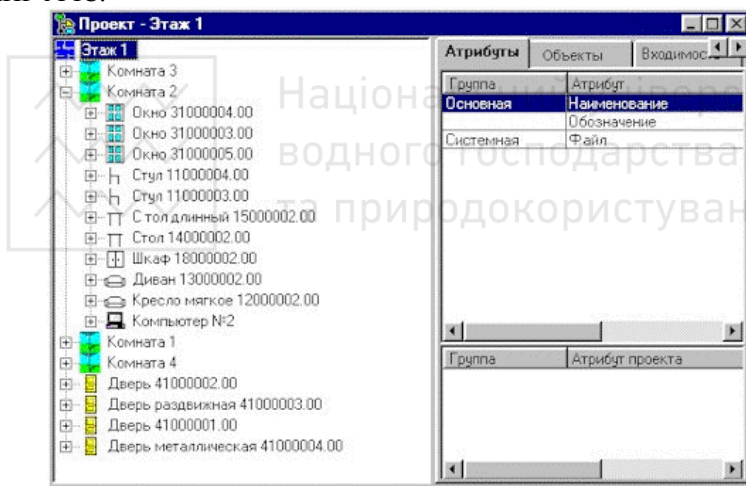 Проект - Этаж 1
Этаж 1
Комната 3
Комната 2
Окно 31000004.00
Окно 31000003.00
Окно 31000005.00
Стул 11000004.00
Стул 11000003.00
Стол длинный 15000002.00
Стол 14000002.00
Шкаф 18000002.00
Диван 13000002.00
Кресло мягкое 12000002.00
Компьютер №2
Комната 1
Комната 4
Дверь 41000002.00
Дверь раздвижная 41000003.00
Дверь 41000001.00
Дверь металлическая 41000004.00
Атрибуты Объекты
Группа Атрибут
Основная Наименование
Обозначение
Системная Файл
Группа Атрибут проекта
водного господарства
та